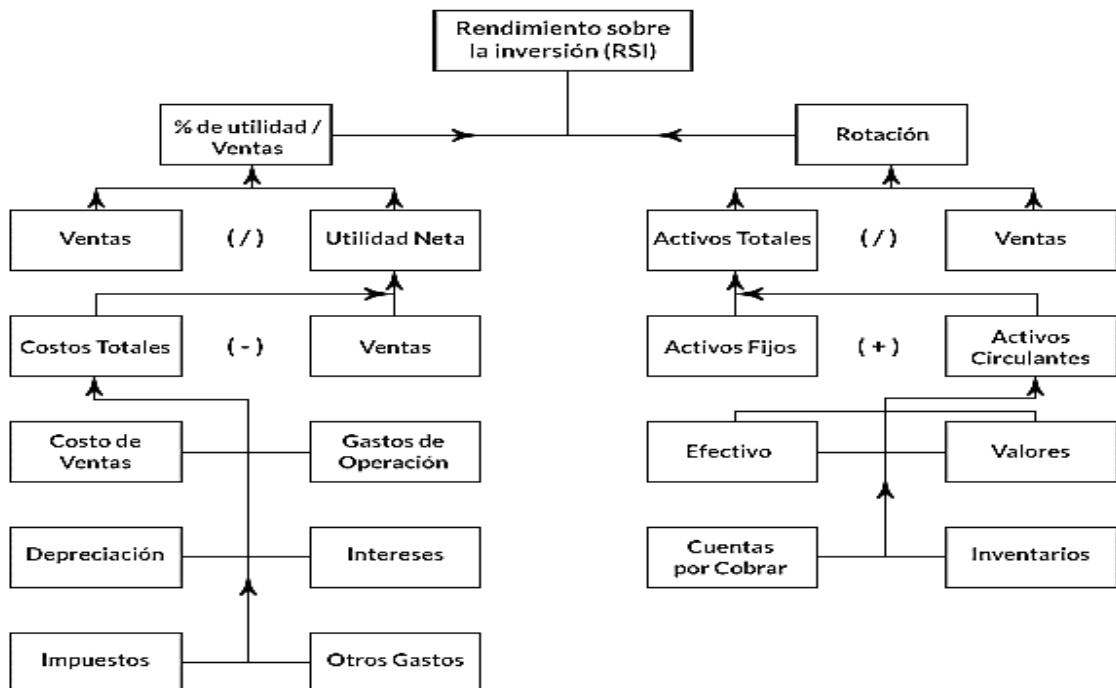 Rendimiento sobre
la inversión (RSI)
% de utilidad /
Ventas
Rotación
Ventas
( / )
Utilidad Neta
Activos Totales
( / )
Ventas
Costos Totales
( - )
Ventas
Activos Fijos
( + )
Activos
Circulantes
Costo de
Ventas
Gastos de
Operación
Efectivo
Valores
Depreciación
Intereses
Cuentas
por Cobrar
Inventarios
Impuestos
Otros Gastos